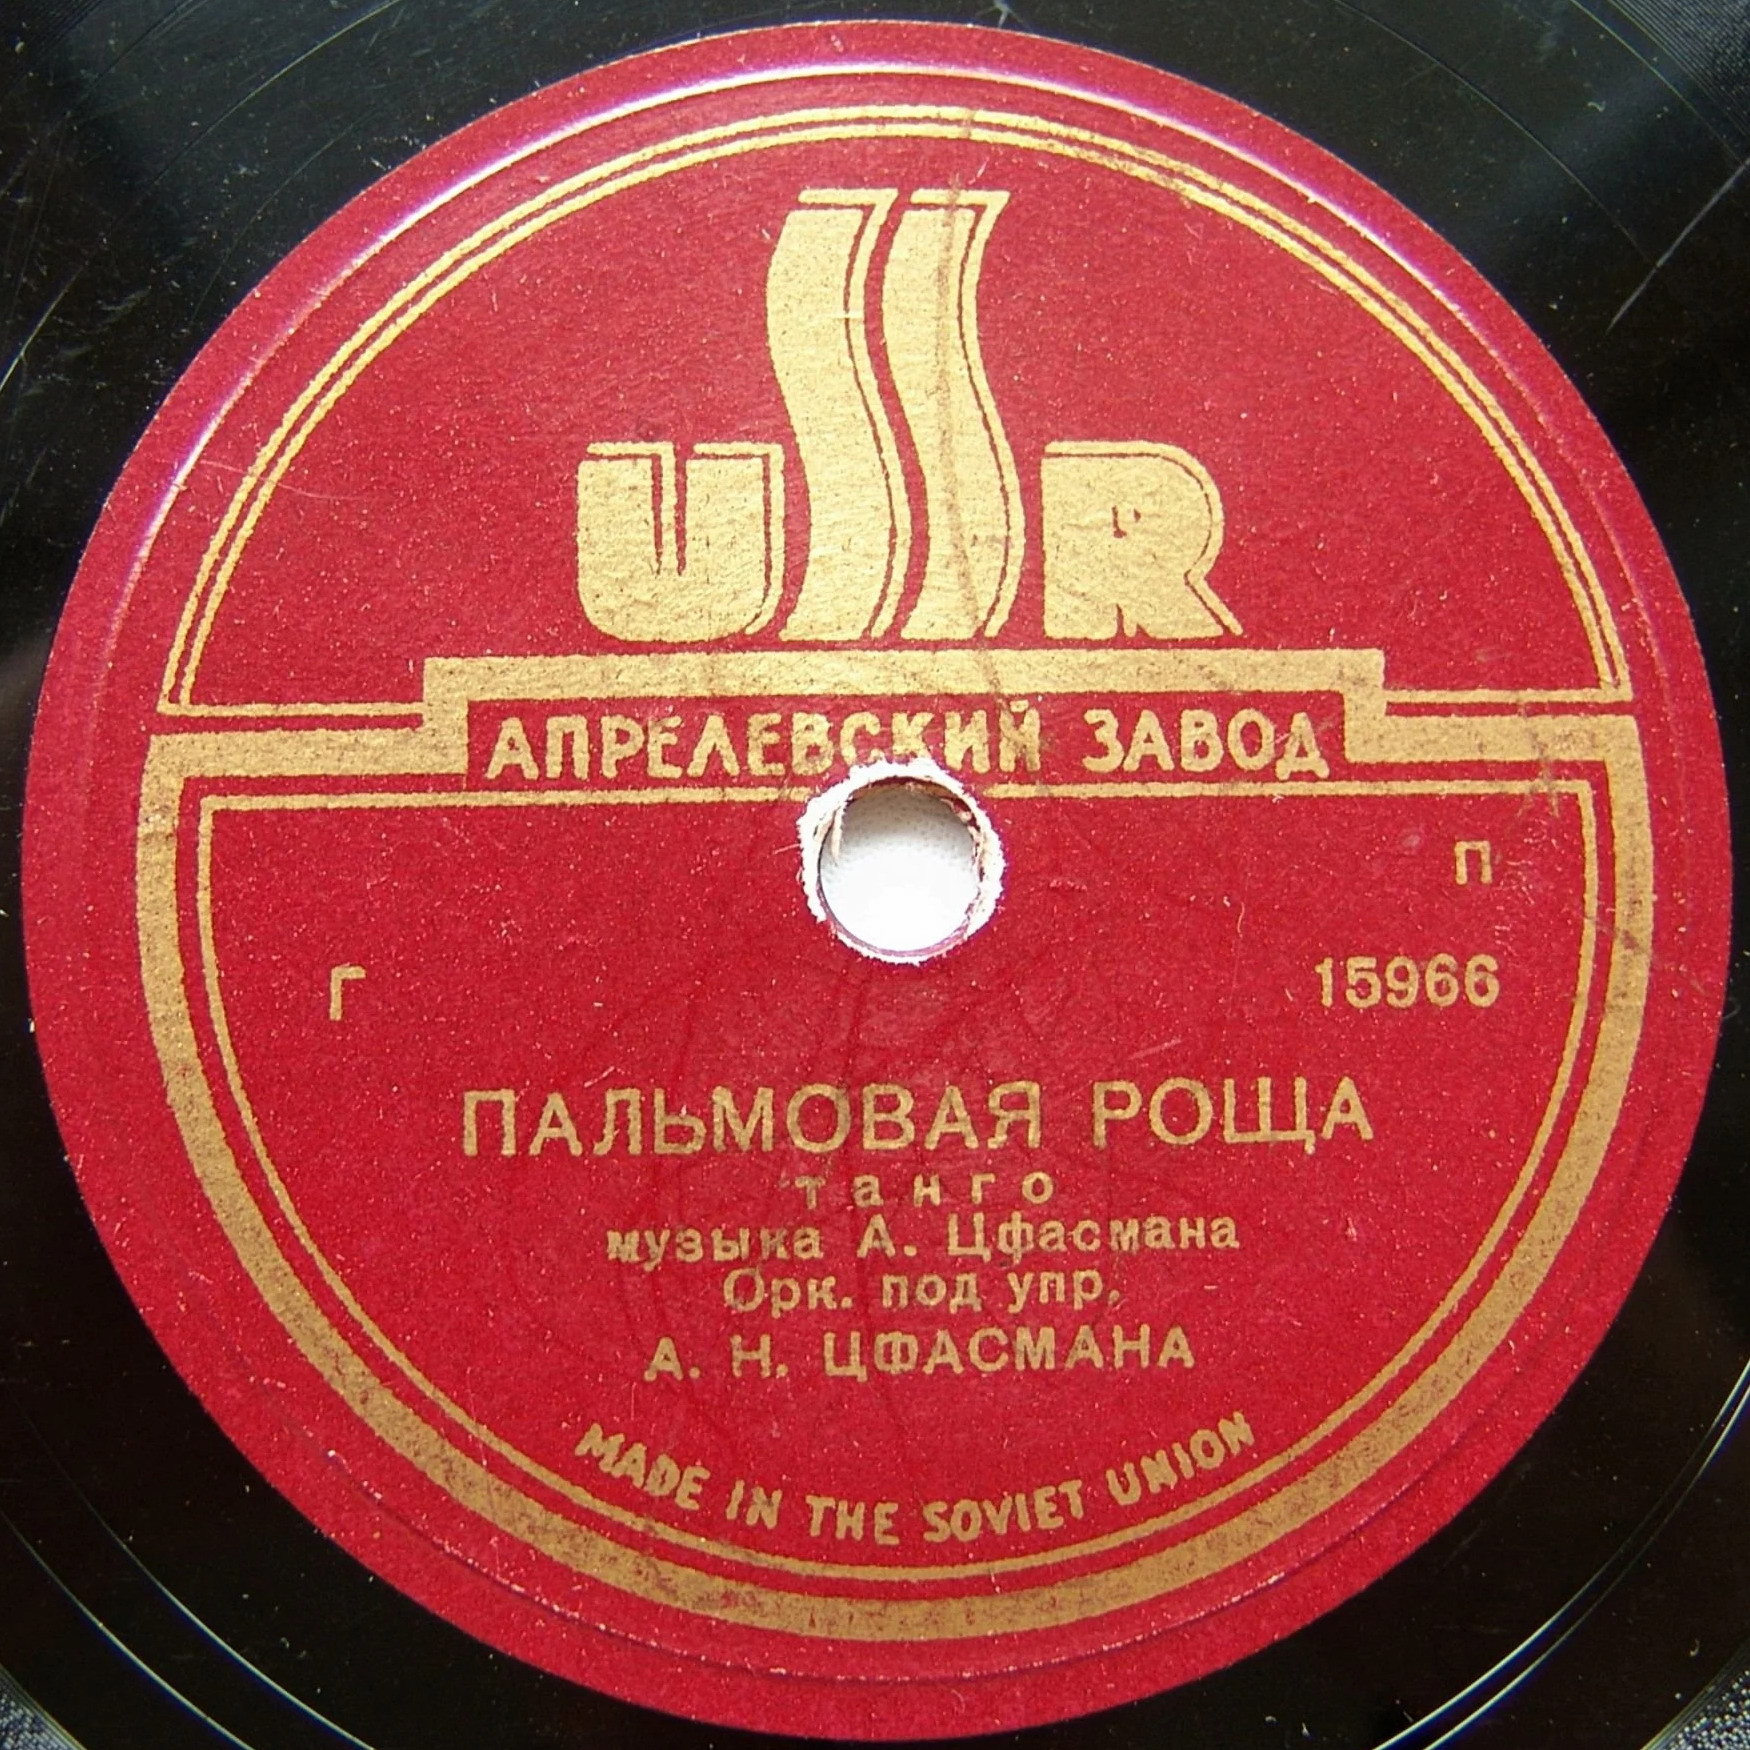 USSR
АПРЕЛЕВСКИЙ ЗАВОД
П
Г 15966
ПАЛЬМОВАЯ РОЩА
танго
музыка А. Цфасмана
Орк. под упр.
А. Н. ЦФАСМАНА
MADE IN THE SOVIET UNION